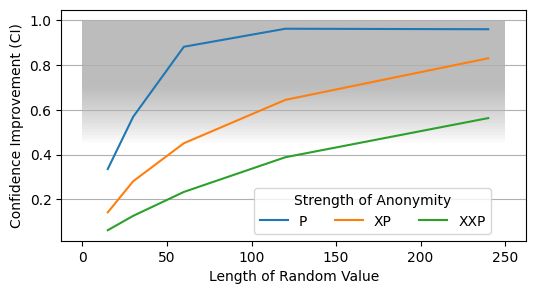 Confidence Improvement (CI)
1.0
0.8
0.6
0.4
0.2
Strength of Anonymity
P XP XXP
0 50 100 150 200 250
Length of Random Value